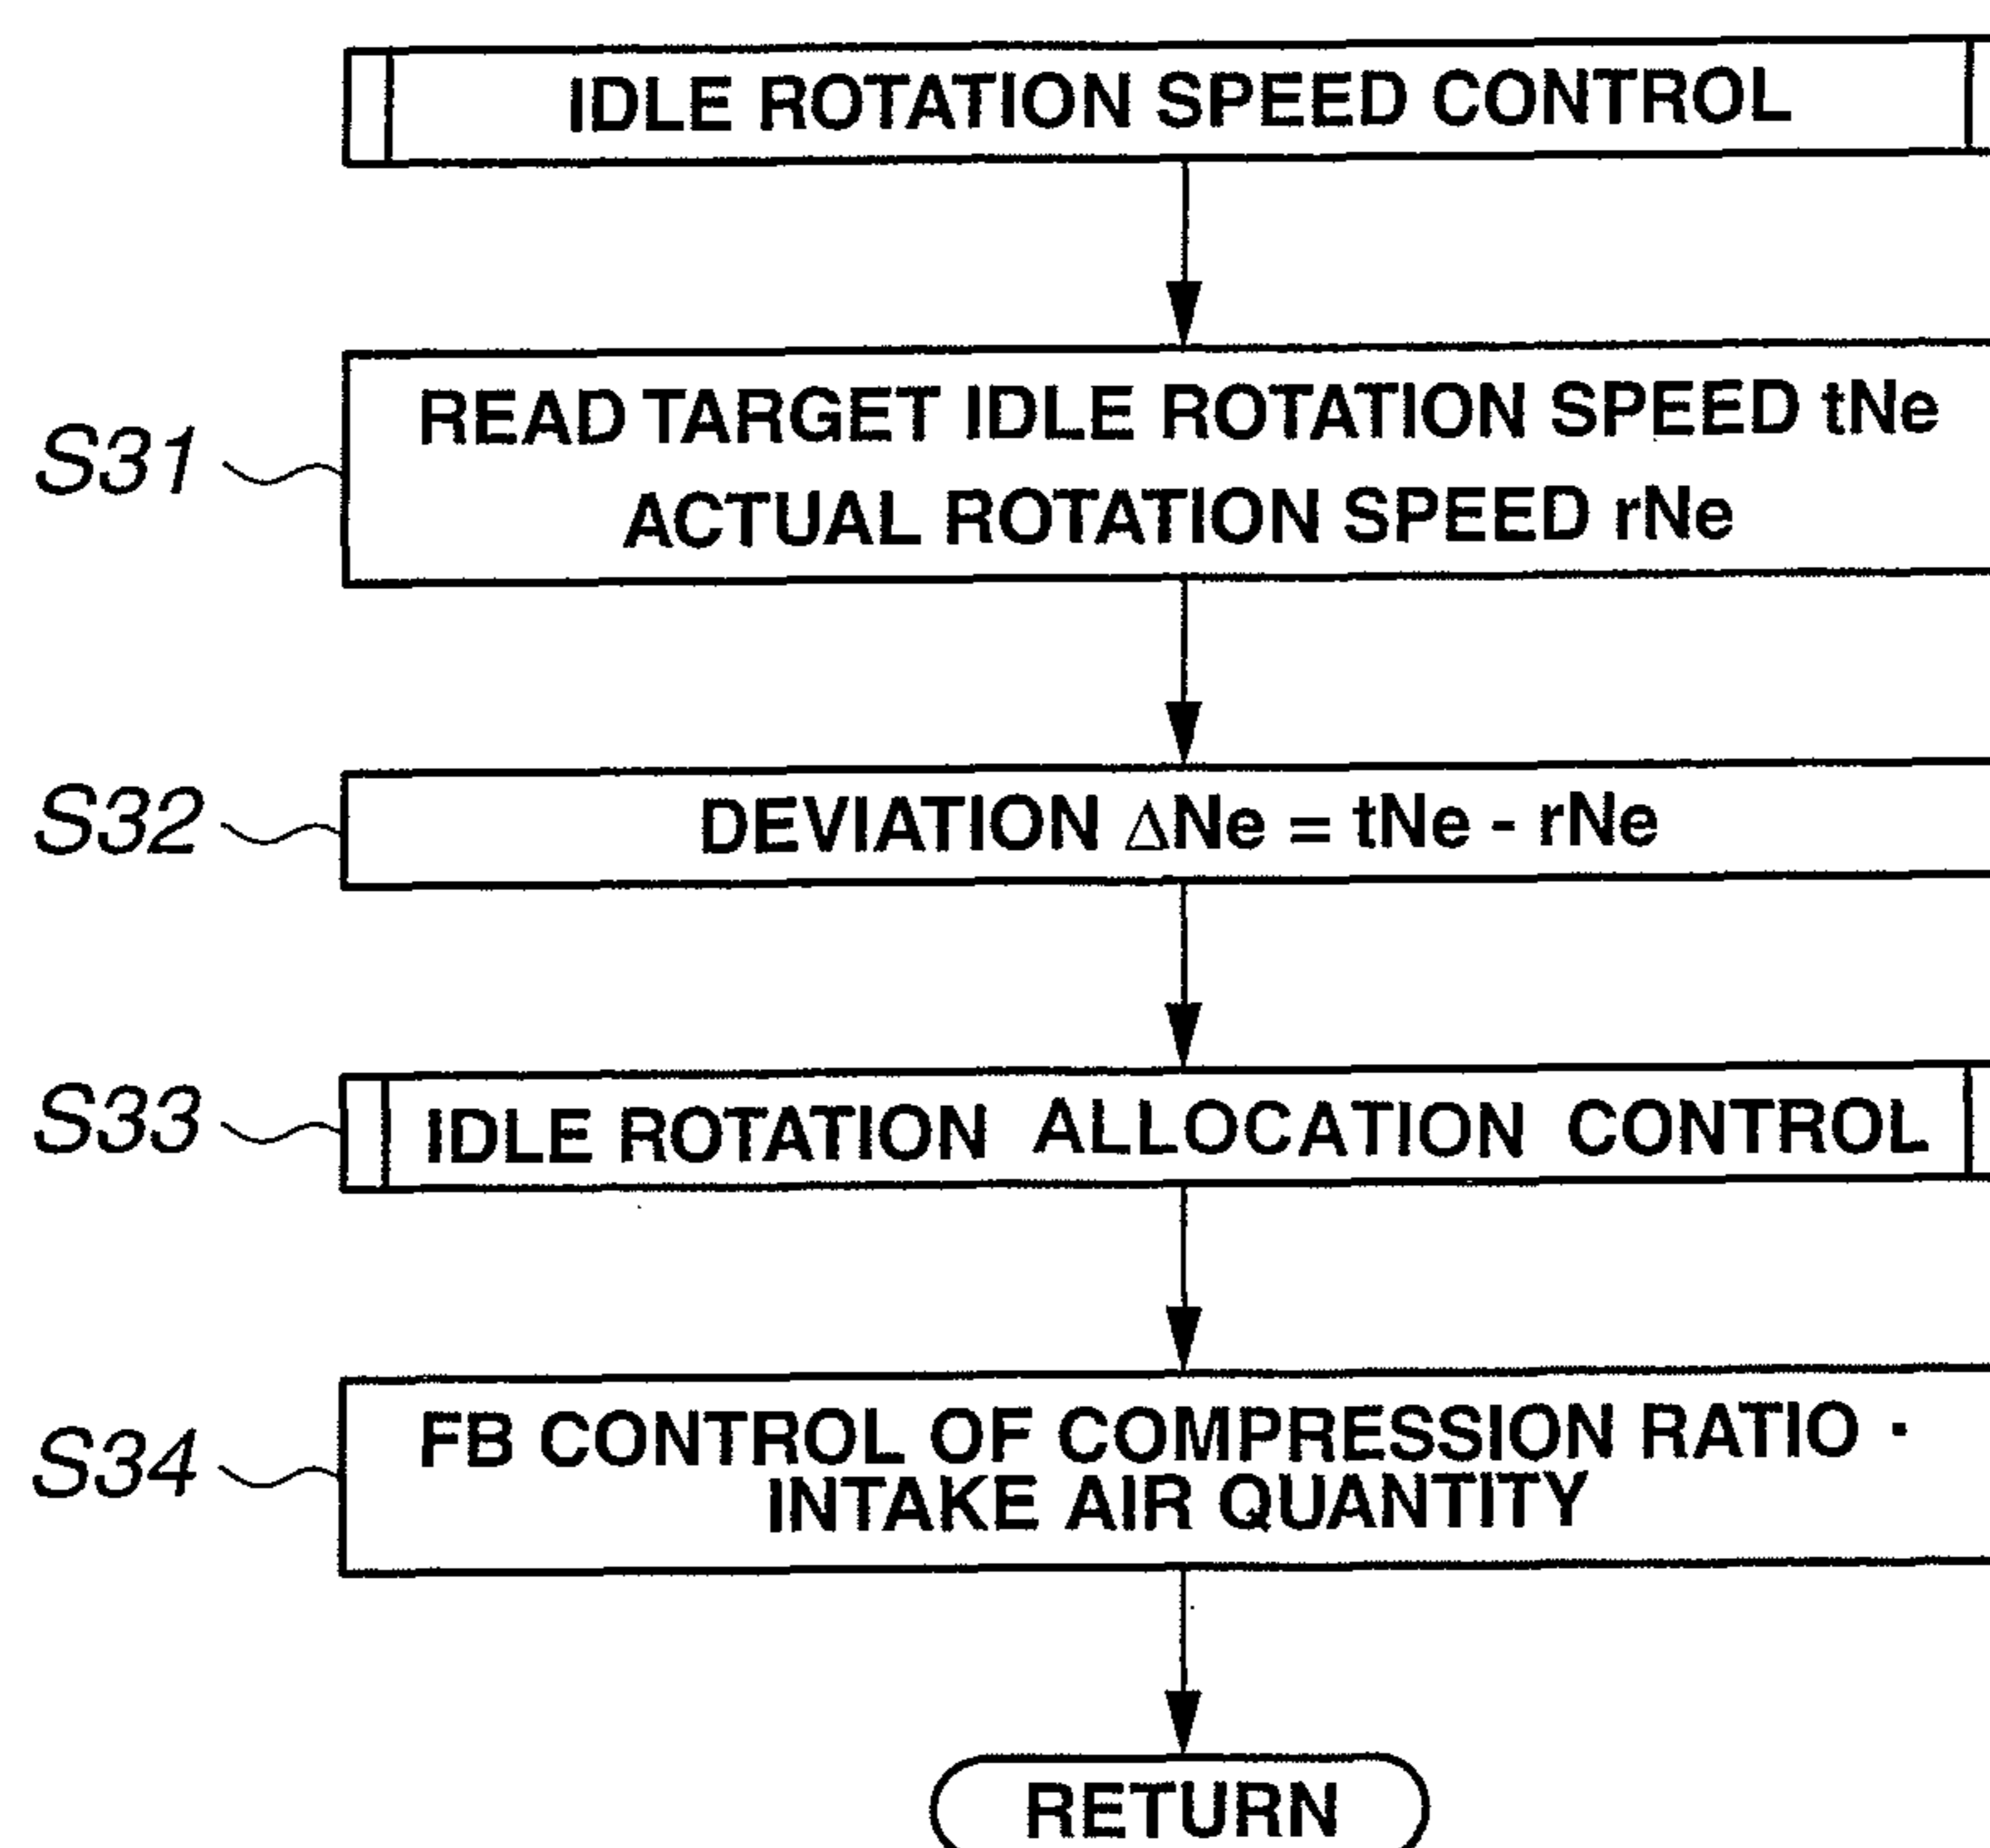 IDLE ROTATION SPEED CONTROL
S31
READ TARGET IDLE ROTATION SPEED tNe
ACTUAL ROTATION SPEED rNe
S32
DEVIATION ΔNe = tNe - rNe
S33
IDLE ROTATION ALLOCATION CONTROL
S34
FB CONTROL OF COMPRESSION RATIO ·
INTAKE AIR QUANTITY
RETURN